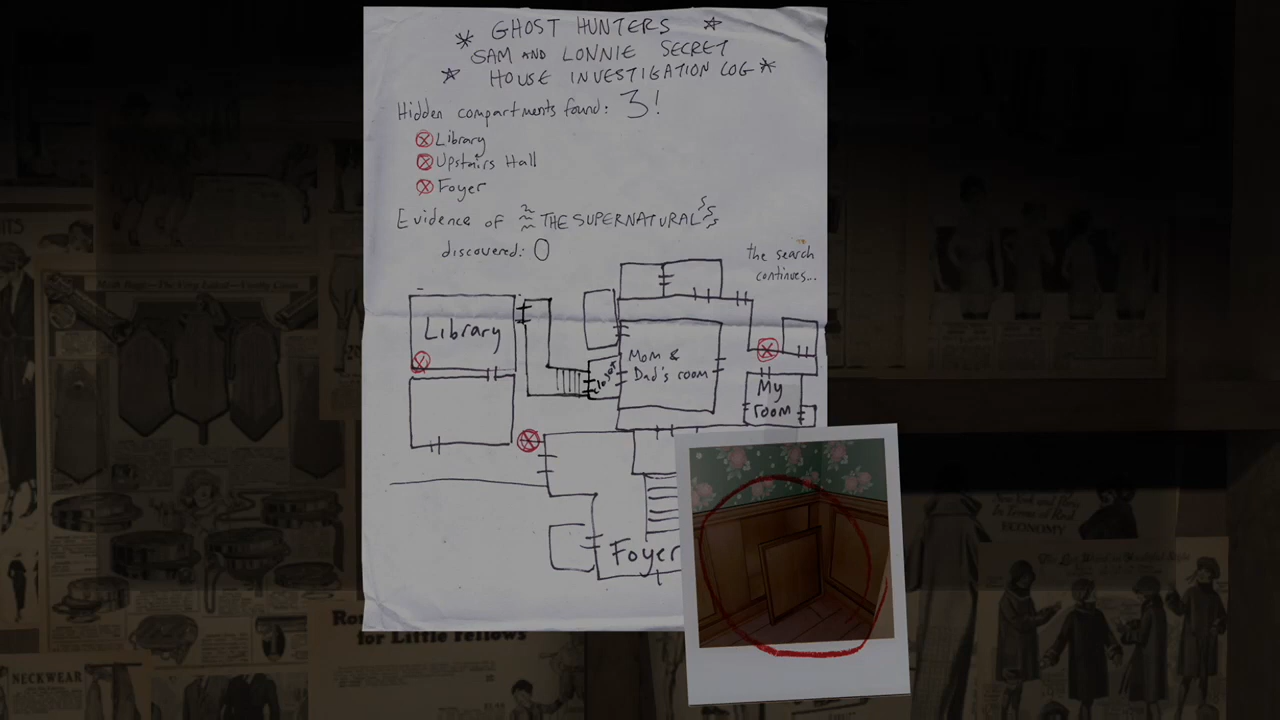 GHOST HUNTERS
SAM AND LONNIE SECRET
HOUSE INVESTIGATION LOG
Hidden compartments found: 3!
Library
Upstairs Hall
Foyer
Evidence of THE SUPERNATURAL
discovered: 0
the search
continues...
Library
Mom &
Dad's room
My
room
Foyer
ECONOMY
for Little Fellows
NECKWEAR